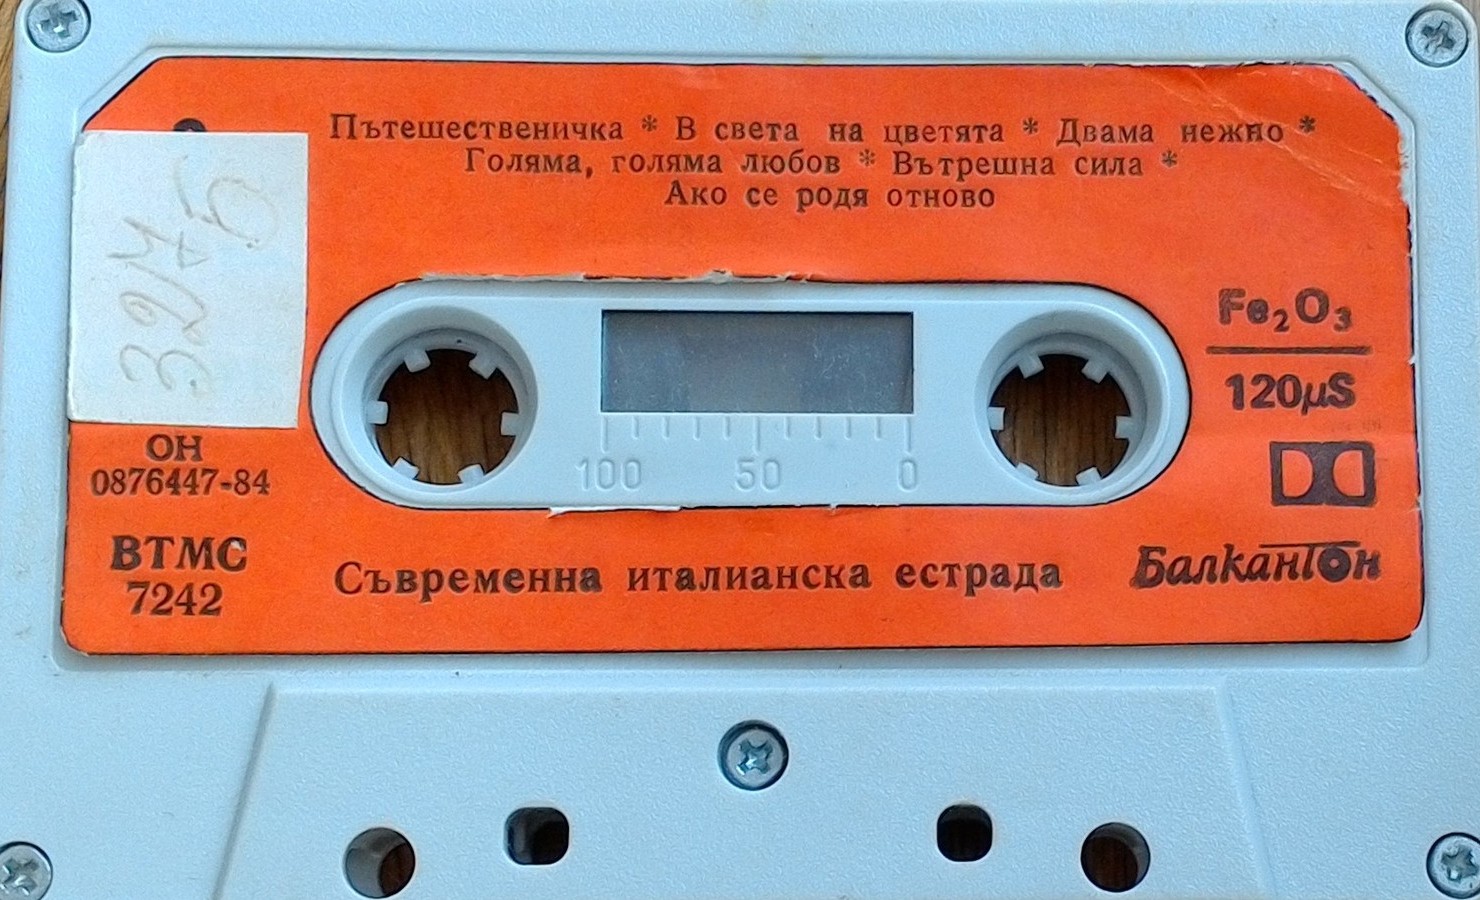 Пътешественичка * В света на цветята * Двама нежно *
Голяма, голяма любов * Вътрешна сила *
Ако се родя отново
Fe₂O₃
120µS
100 50 0
ОН
0876447-84
ВТМС
7242
Съвременна италианска естрада
Балкантон